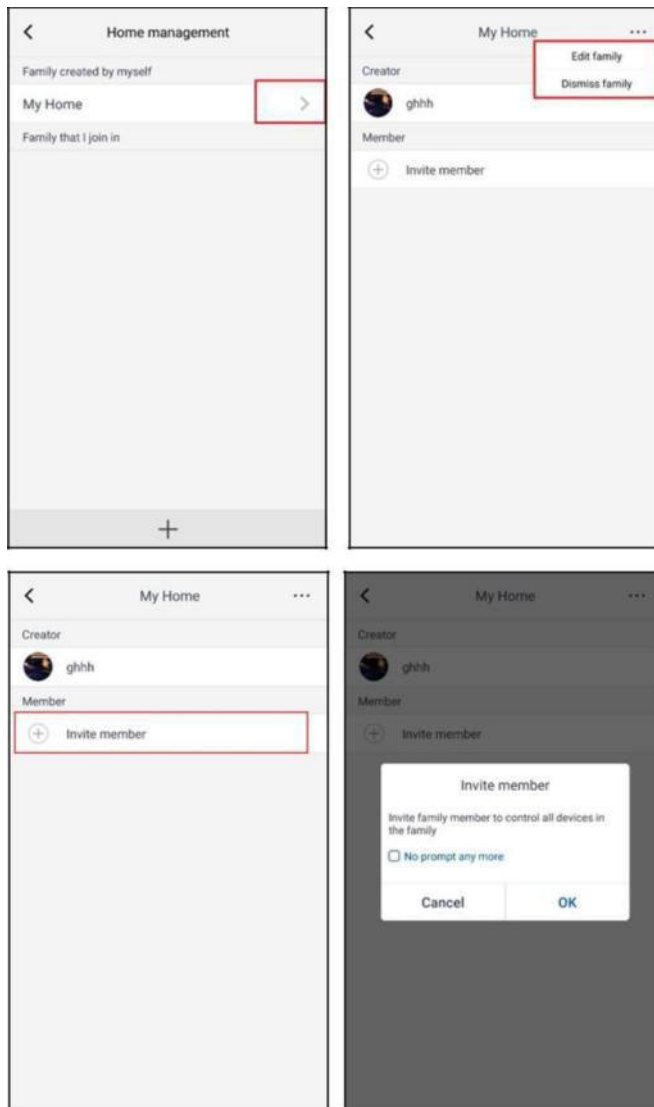 Home management
Family created by myself
My Home
Family that I join in
My Home
Edit family
Dismiss family
Creator
ghhh
Member
Invite member
My Home
Creator
ghhh
Member
Invite member
My Home
Creator
ghhh
Member
Invite member
Invite member
Invite family member to control all devices in
the family
No prompt any more
Cancel OK